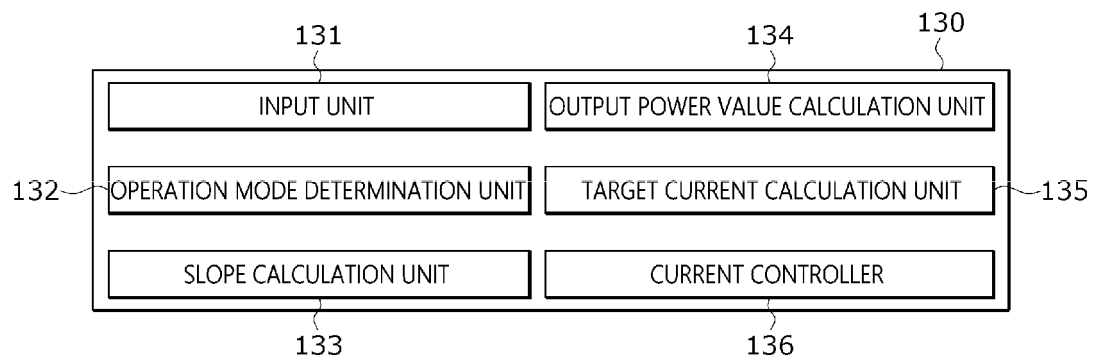 131
134
130
INPUT UNIT
OUTPUT POWER VALUE CALCULATION UNIT
132
OPERATION MODE DETERMINATION UNIT
TARGET CURRENT CALCULATION UNIT
135
SLOPE CALCULATION UNIT
CURRENT CONTROLLER
133
136